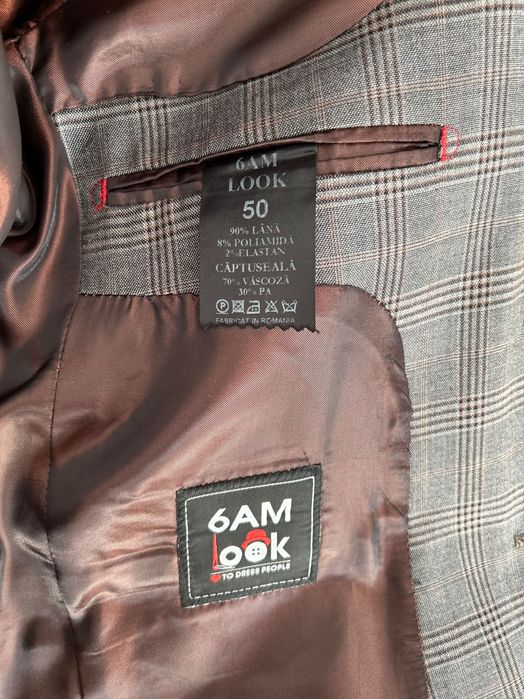 6AM
LOOK
50
90% LÂNĂ
8% POLIAMIDĂ
2% ELASTAN
CĂPTUSEALĂ
70% VÂSCOZĂ
30% PA
P
FABRICAT IN ROMANIA
6AM
Look
TO DRESS PEOPLE